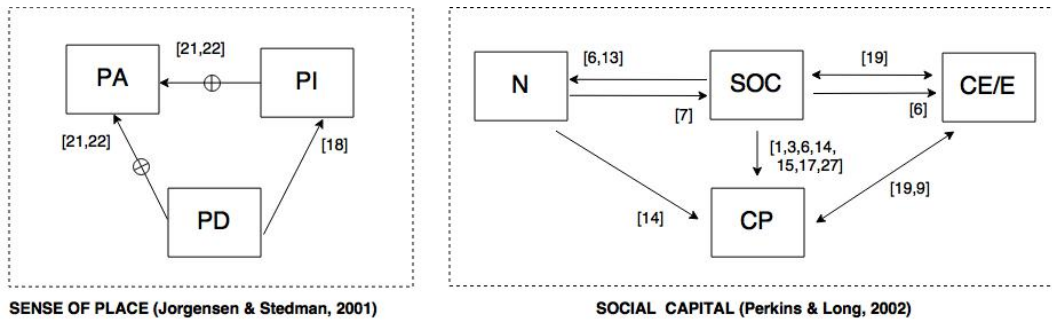 [21,22]
PA
PI
[21,22]
[18]
PD
SENSE OF PLACE (Jorgensen & Stedman, 2001)
[6,13]
[19]
N
SOC
CE/E
[7]
[6]
[1,3,6,14,
15,17,27]
[19,9]
[14]
CP
SOCIAL CAPITAL (Perkins & Long, 2002)